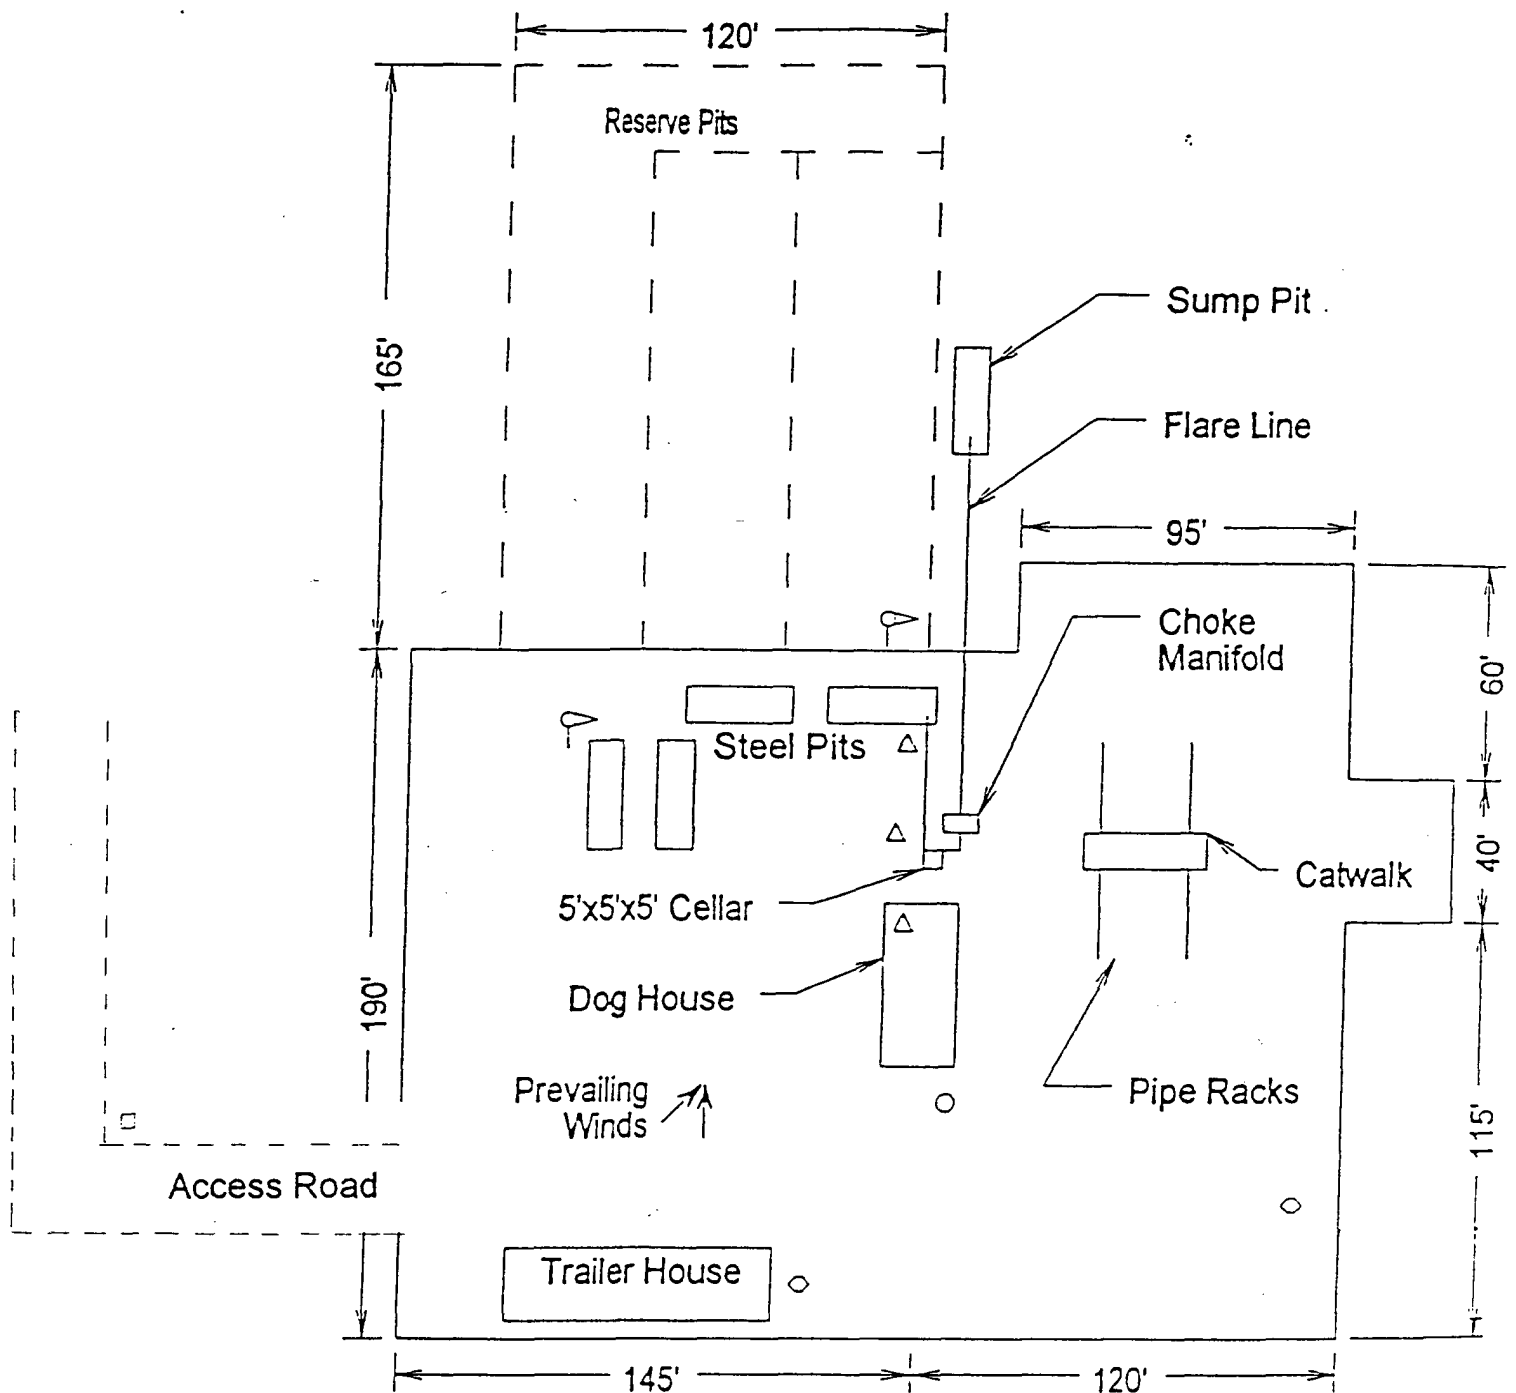 120'
Reserve Pits
165'
Sump Pit
Flare Line
95'
Choke
Manifold
60'
Steel Pits
40'
Catwalk
5'x5'x5' Cellar
190'
Dog House
Prevailing
Winds
Pipe Racks
115'
Access Road
Trailer House
145'
120'